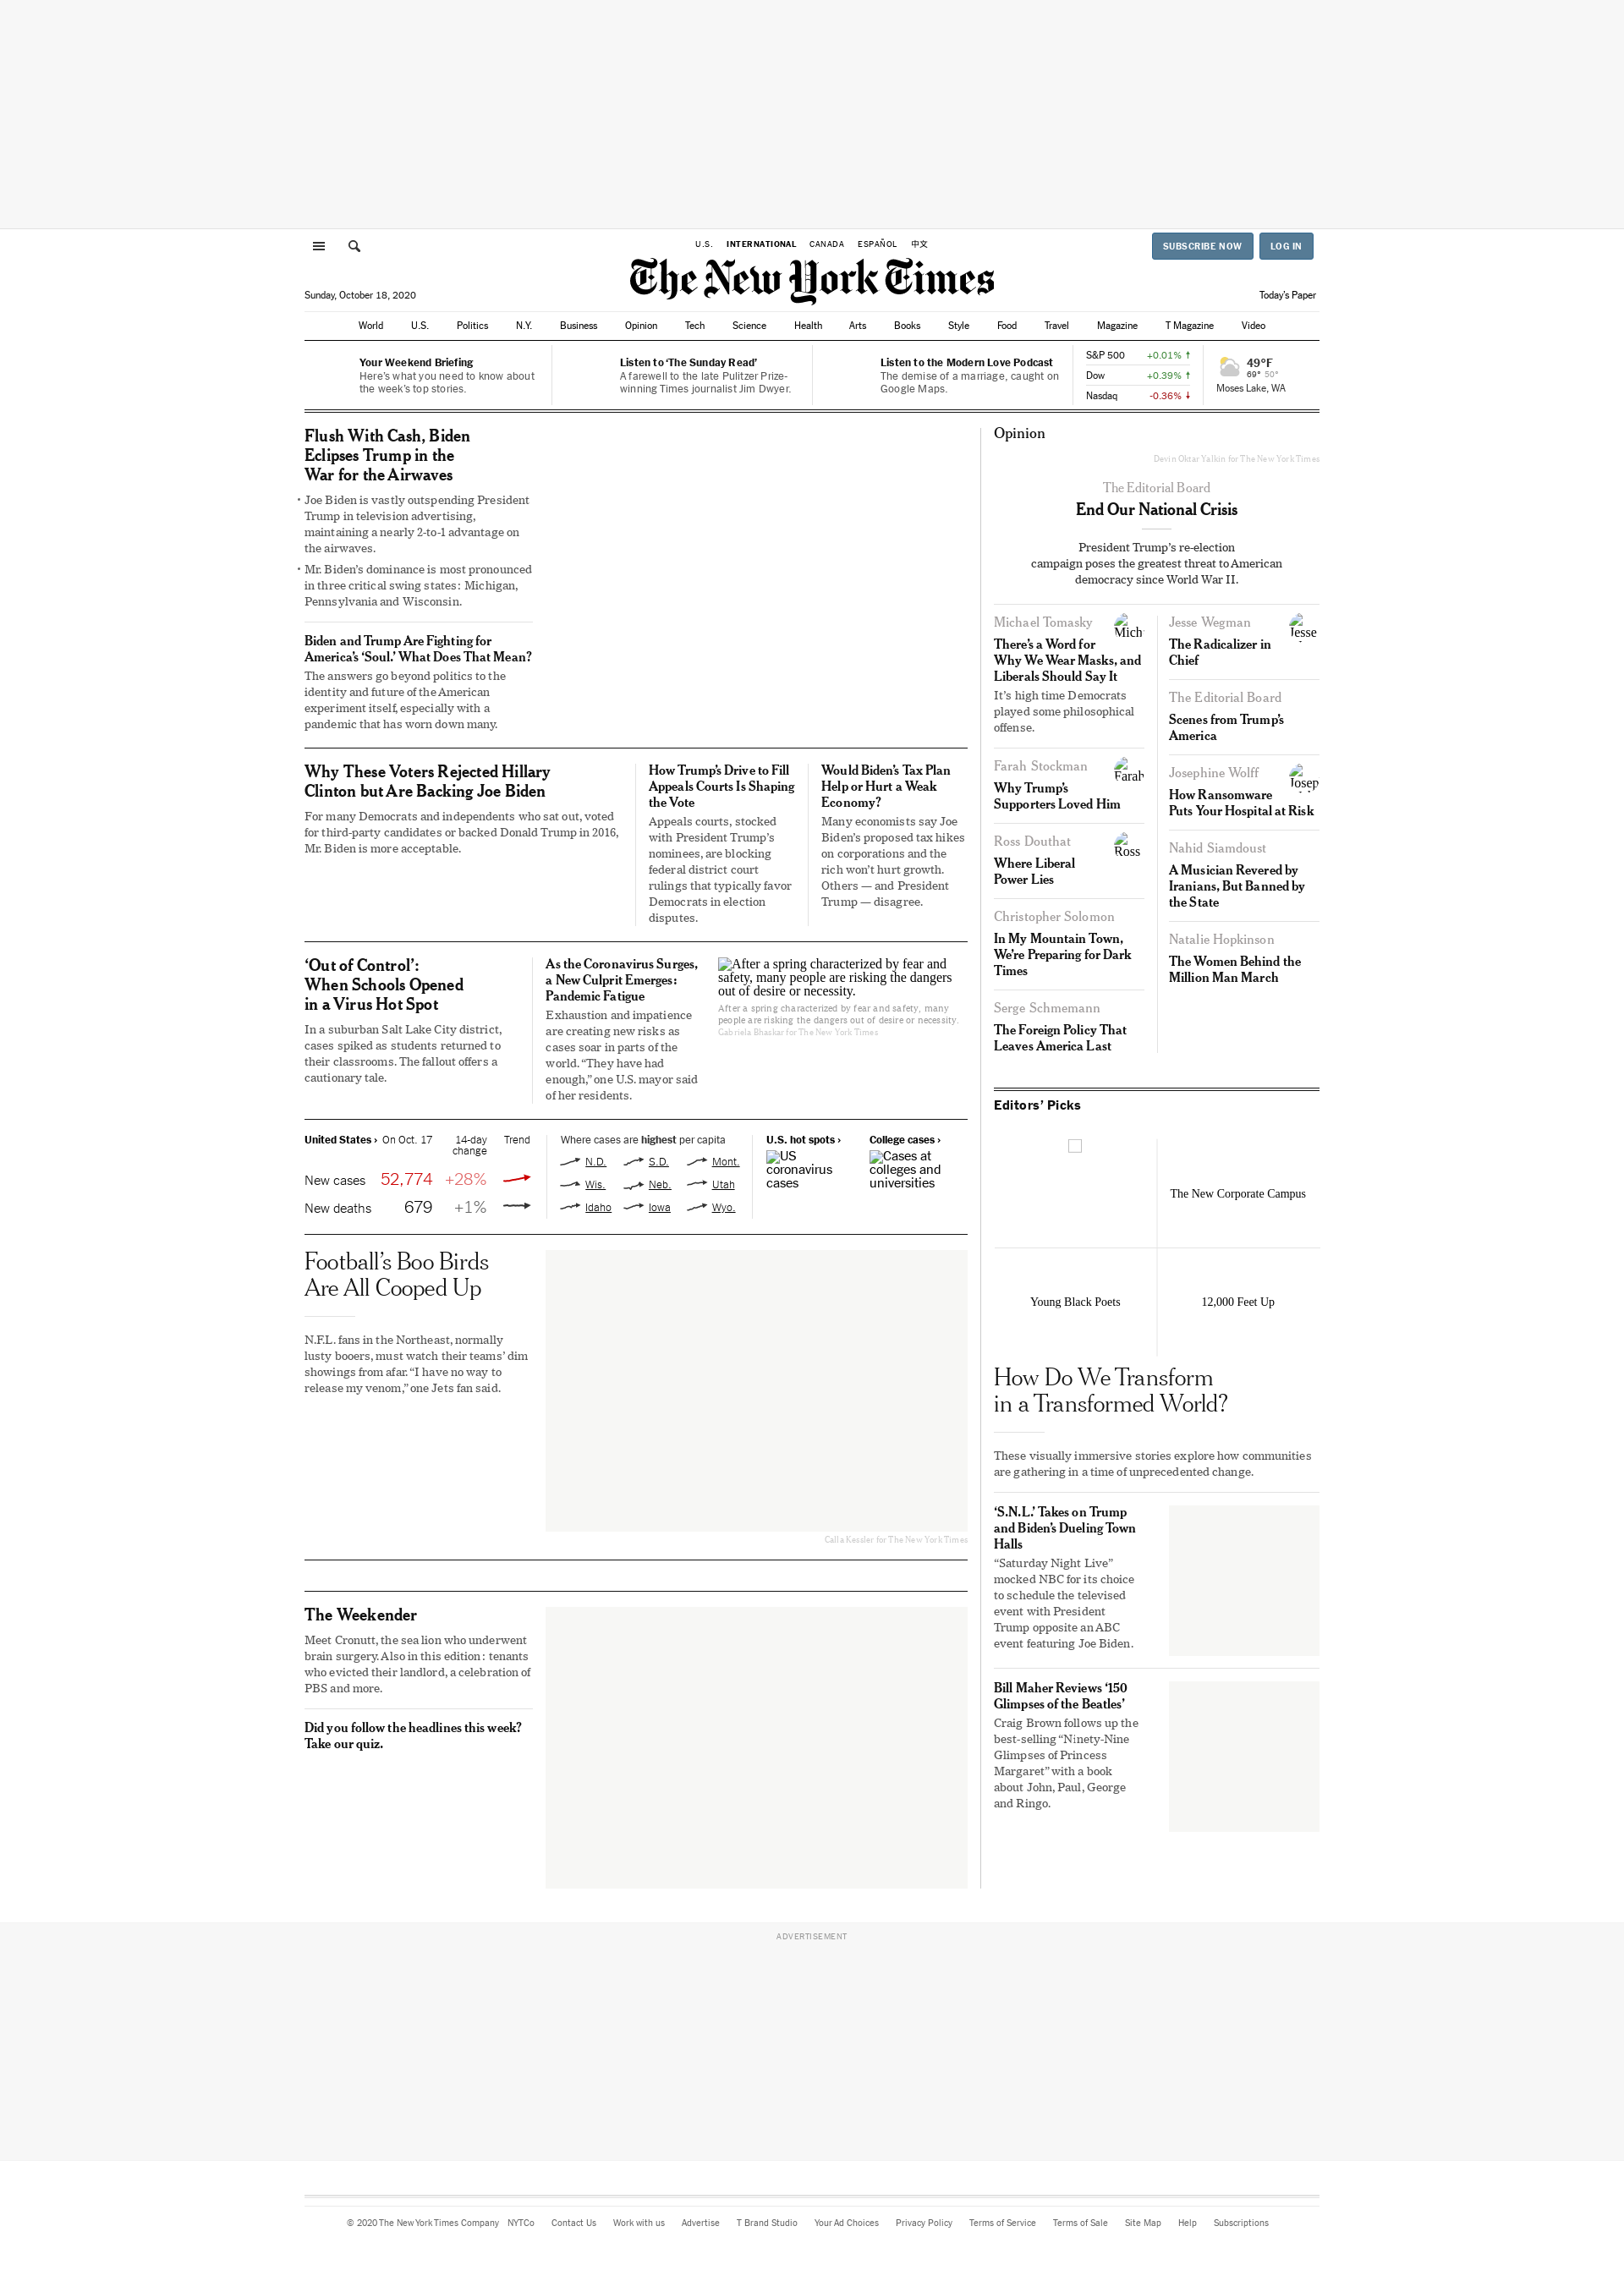 U.S. INTERNATIONAL CANADA ESPAÑOL 中文
SUBSCRIBE NOW LOG IN
The New York Times
Sunday, October 18, 2020
Today's Paper
World U.S. Politics N.Y. Business Opinion Tech Science Health Arts Books Style Food Travel Magazine T Magazine Video
Your Weekend Briefing
Here's what you need to know about
the week's top stories.
Listen to 'The Sunday Read'
A farewell to the late Pulitzer Prize-
winning Times journalist Jim Dwyer.
Listen to the Modern Love Podcast
The demise of a marriage, caught on
Google Maps.
S&P 500 +0.01% ↑
Dow +0.39% ↑
Nasdaq -0.36% ↓
49°F
69° 50°
Moses Lake, WA
Flush With Cash, Biden
Eclipses Trump in the
War for the Airwaves
• Joe Biden is vastly outspending President
Trump in television advertising,
maintaining a nearly 2-to-1 advantage on
the airwaves.
• Mr. Biden's dominance is most pronounced
in three critical swing states: Michigan,
Pennsylvania and Wisconsin.
Biden and Trump Are Fighting for
America's 'Soul.' What Does That Mean?
The answers go beyond politics to the
identity and future of the American
experiment itself, especially with a
pandemic that has worn down many.
Why These Voters Rejected Hillary
Clinton but Are Backing Joe Biden
For many Democrats and independents who sat out, voted
for third-party candidates or backed Donald Trump in 2016,
Mr. Biden is more acceptable.
How Trump's Drive to Fill
Appeals Courts Is Shaping
the Vote
Appeals courts, stocked
with President Trump's
nominees, are blocking
federal district court
rulings that typically favor
Democrats in election
disputes.
Would Biden's Tax Plan
Help or Hurt a Weak
Economy?
Many economists say Joe
Biden's proposed tax hikes
on corporations and the
rich won't hurt growth.
Others — and President
Trump — disagree.
'Out of Control':
When Schools Opened
in a Virus Hot Spot
In a suburban Salt Lake City district,
cases spiked as students returned to
their classrooms. The fallout offers a
cautionary tale.
As the Coronavirus Surges,
a New Culprit Emerges:
Pandemic Fatigue
Exhaustion and impatience
are creating new risks as
cases soar in parts of the
world. "They have had
enough," one U.S. mayor said
of her residents.
After a spring characterized by fear and
safety, many people are risking the dangers
out of desire or necessity.
After a spring characterized by fear and safety, many
people are risking the dangers out of desire or necessity.
Gabriela Bhaskar for The New York Times
United States › On Oct. 17 14-day
change Trend
New cases 52,774 +28%
New deaths 679 +1%
Where cases are highest per capita
N.D. S.D. Mont.
Wis. Neb. Utah
Idaho Iowa Wyo.
U.S. hot spots ›
US
coronavirus
cases
College cases ›
Cases at
colleges and
universities
Football's Boo Birds
Are All Cooped Up
N.F.L. fans in the Northeast, normally
lusty booers, must watch their teams' dim
showings from afar. "I have no way to
release my venom," one Jets fan said.
Calla Kessler for The New York Times
The Weekender
Meet Cronutt, the sea lion who underwent
brain surgery. Also in this edition: tenants
who evicted their landlord, a celebration of
PBS and more.
Did you follow the headlines this week?
Take our quiz.
Opinion
Devin Oktar Yalkin for The New York Times
The Editorial Board
End Our National Crisis
President Trump's re-election
campaign poses the greatest threat to American
democracy since World War II.
Michael Tomasky
Mich
There's a Word for
Why We Wear Masks, and
Liberals Should Say It
It's high time Democrats
played some philosophical
offense.
Farah Stockman
Farah
Why Trump's
Supporters Loved Him
Ross Douthat
Ross
Where Liberal
Power Lies
Christopher Solomon
In My Mountain Town,
We're Preparing for Dark
Times
Serge Schmemann
The Foreign Policy That
Leaves America Last
Jesse Wegman
Jesse
The Radicalizer in
Chief
The Editorial Board
Scenes from Trump's
America
Josephine Wolff
Josep
How Ransomware
Puts Your Hospital at Risk
Nahid Siamdoust
A Musician Revered by
Iranians, But Banned by
the State
Natalie Hopkinson
The Women Behind the
Million Man March
Editors' Picks
The New Corporate Campus
Young Black Poets
12,000 Feet Up
How Do We Transform
in a Transformed World?
These visually immersive stories explore how communities
are gathering in a time of unprecedented change.
'S.N.L.' Takes on Trump
and Biden's Dueling Town
Halls
"Saturday Night Live"
mocked NBC for its choice
to schedule the televised
event with President
Trump opposite an ABC
event featuring Joe Biden.
Bill Maher Reviews '150
Glimpses of the Beatles'
Craig Brown follows up the
best-selling "Ninety-Nine
Glimpses of Princess
Margaret" with a book
about John, Paul, George
and Ringo.
ADVERTISEMENT
© 2020 The New York Times Company NYTCo Contact Us Work with us Advertise T Brand Studio Your Ad Choices Privacy Policy Terms of Service Terms of Sale Site Map Help Subscriptions